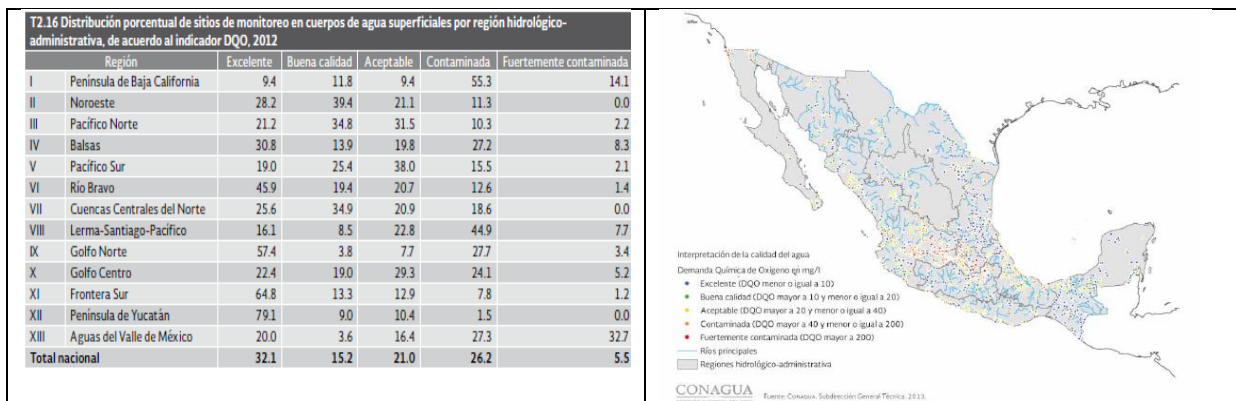 T2.16 Distribución porcentual de sitios de monitoreo en cuerpos de agua superficiales por región hidrológico-
administrativa, de acuerdo al indicador DQO, 2012
Región Excelente Buena calidad Aceptable Contaminada Fuertemente contaminada
I Península de Baja California 9.4 11.8 9.4 55.3 14.1
II Noroeste 28.2 39.4 21.1 11.3 0.0
III Pacífico Norte 21.2 34.8 31.5 10.3 2.2
IV Balsas 30.8 13.9 19.8 27.2 8.3
V Pacífico Sur 19.0 25.4 38.0 15.5 2.1
VI Río Bravo 45.9 19.4 20.7 12.6 1.4
VII Cuencas Centrales del Norte 25.6 34.9 20.9 18.6 0.0
VIII Lerma-Santiago-Pacífico 16.1 8.5 22.8 44.9 7.7
IX Golfo Norte 57.4 3.8 7.7 27.7 3.4
X Golfo Centro 22.4 19.0 29.3 24.1 5.2
XI Frontera Sur 64.8 13.3 12.9 7.8 1.2
XII Península de Yucatán 79.1 9.0 10.4 1.5 0.0
XIII Aguas del Valle de México 20.0 3.6 16.4 27.3 32.7
Total nacional 32.1 15.2 21.0 26.2 5.5
Interpretación de la calidad del agua
Demanda Química de Oxígeno en mg/l
Excelente (DQO menor o igual a 10)
Buena calidad (DQO mayor a 10 y menor o igual a 20)
Aceptable (DQO mayor a 20 y menor o igual a 40)
Contaminada (DQO mayor a 40 y menor o igual a 200)
Fuertemente contaminada (DQO mayor a 200)
Ríos principales
Regiones hidrológico-administrativa
CONAGUA
Fuente: CONAGUA. Subdirección General Técnica. 2013.